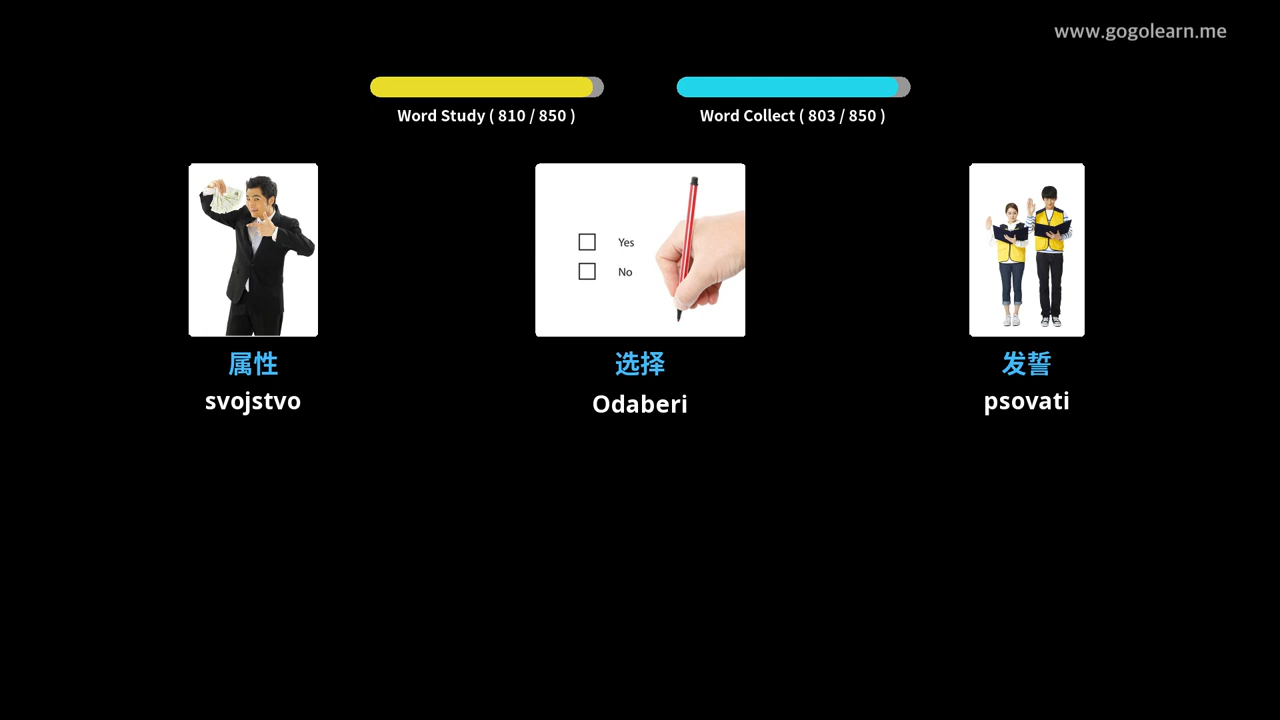 www.gogolearn.me
Word Study ( 810 / 850 )
Word Collect ( 803 / 850 )
Yes
No
属性
选择
发誓
svojstvo
Odaberi
psovati